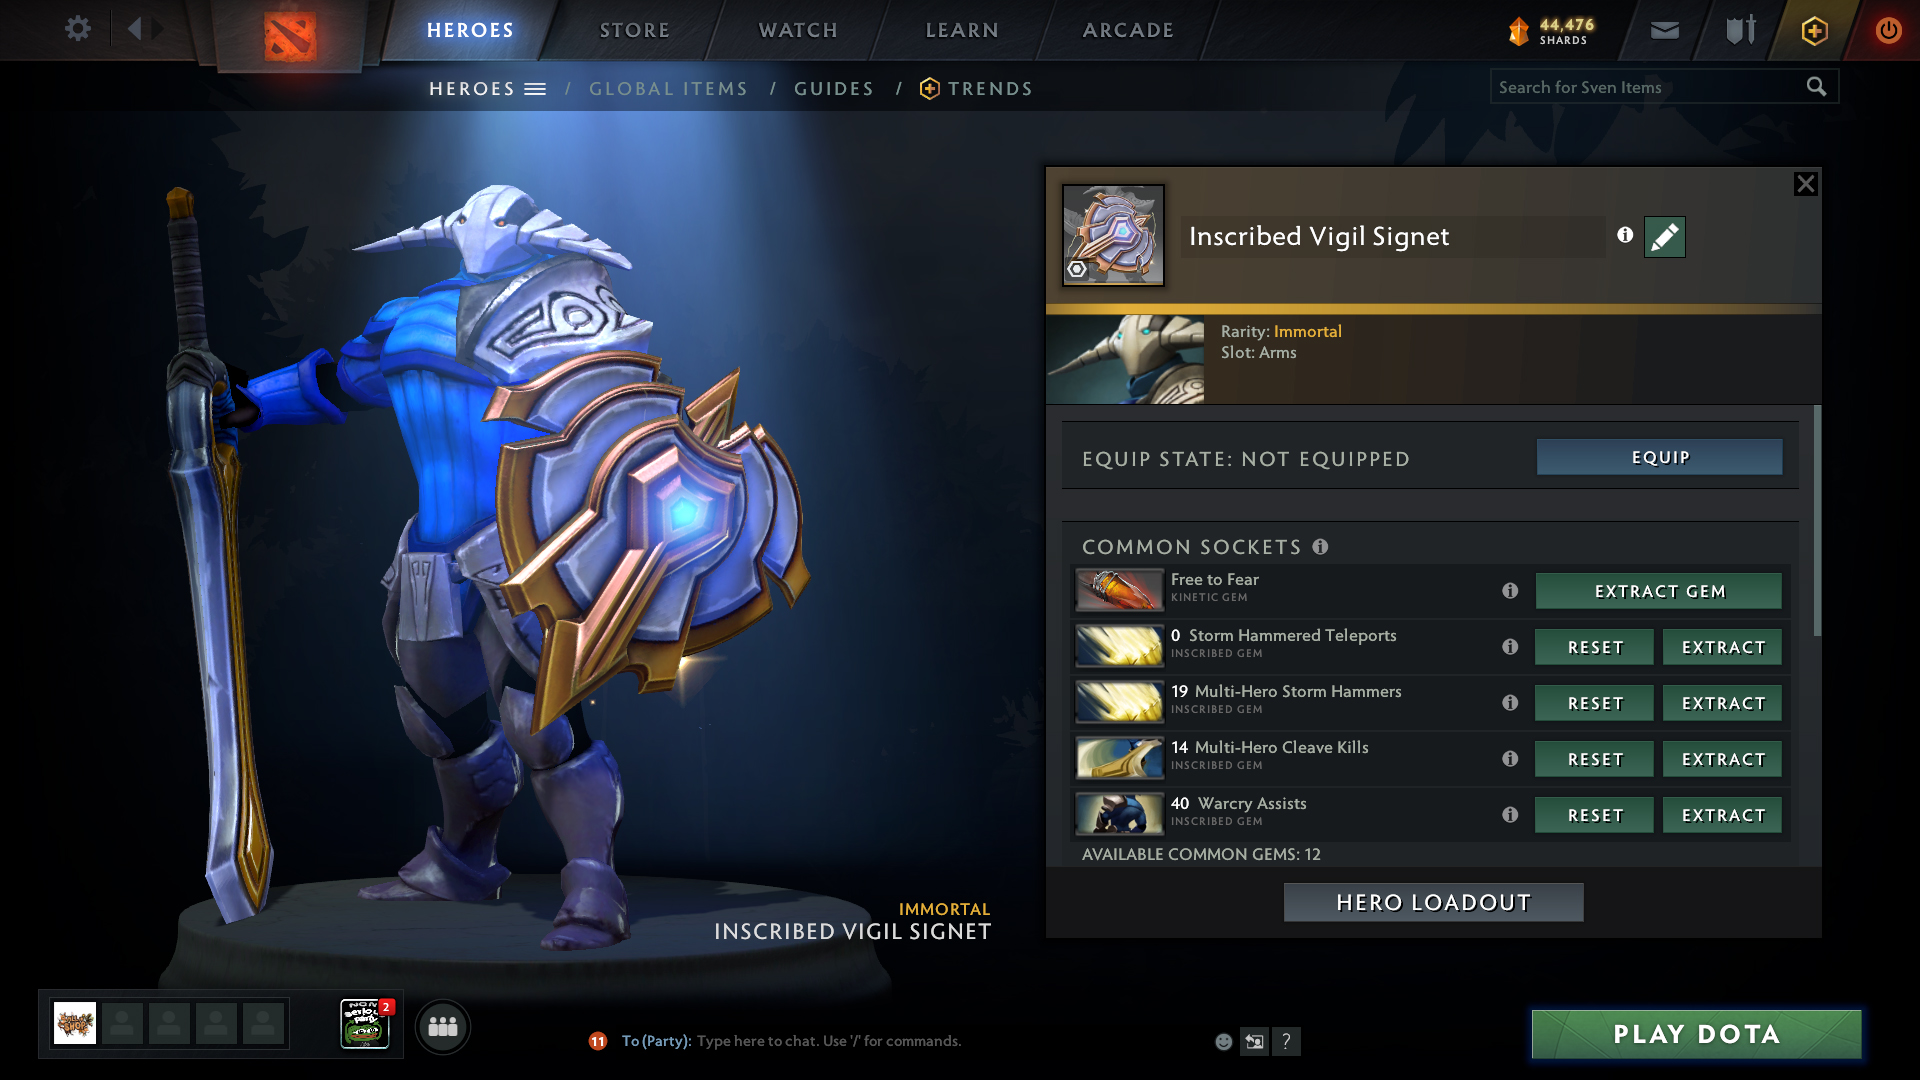 HEROES
STORE
WATCH
LEARN
ARCADE
44,476
SHARDS
HEROES / GLOBAL ITEMS / GUIDES / TRENDS
Search for Sven Items
Inscribed Vigil Signet
Rarity: Immortal
Slot: Arms
EQUIP STATE: NOT EQUIPPED
EQUIP
COMMON SOCKETS
Free to Fear
KINETIC GEM
EXTRACT GEM
0 Storm Hammered Teleports
INSCRIBED GEM
RESET
EXTRACT
19 Multi-Hero Storm Hammers
INSCRIBED GEM
RESET
EXTRACT
14 Multi-Hero Cleave Kills
INSCRIBED GEM
RESET
EXTRACT
40 Warcry Assists
INSCRIBED GEM
RESET
EXTRACT
AVAILABLE COMMON GEMS: 12
HERO LOADOUT
IMMORTAL
INSCRIBED VIGIL SIGNET
2
11
To (Party): Type here to chat. Use '/' for commands.
?
PLAY DOTA